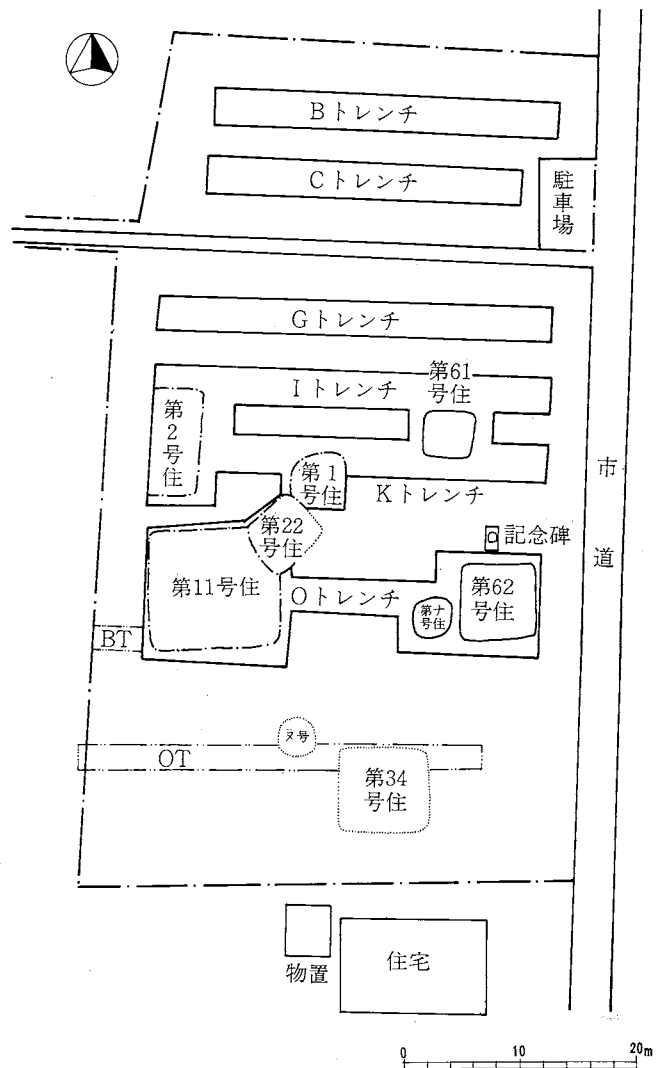 Bトレンチ
Cトレンチ
駐車場
Gトレンチ
Iトレンチ
第61
号住
第2号住
第1
号住
Kトレンチ
市道
第22
号住
記念碑
第11号住
Oトレンチ
第ナ
号住
第62
号住
BT
ヌ号
OT
第34
号住
物置
住宅
0 10 20m